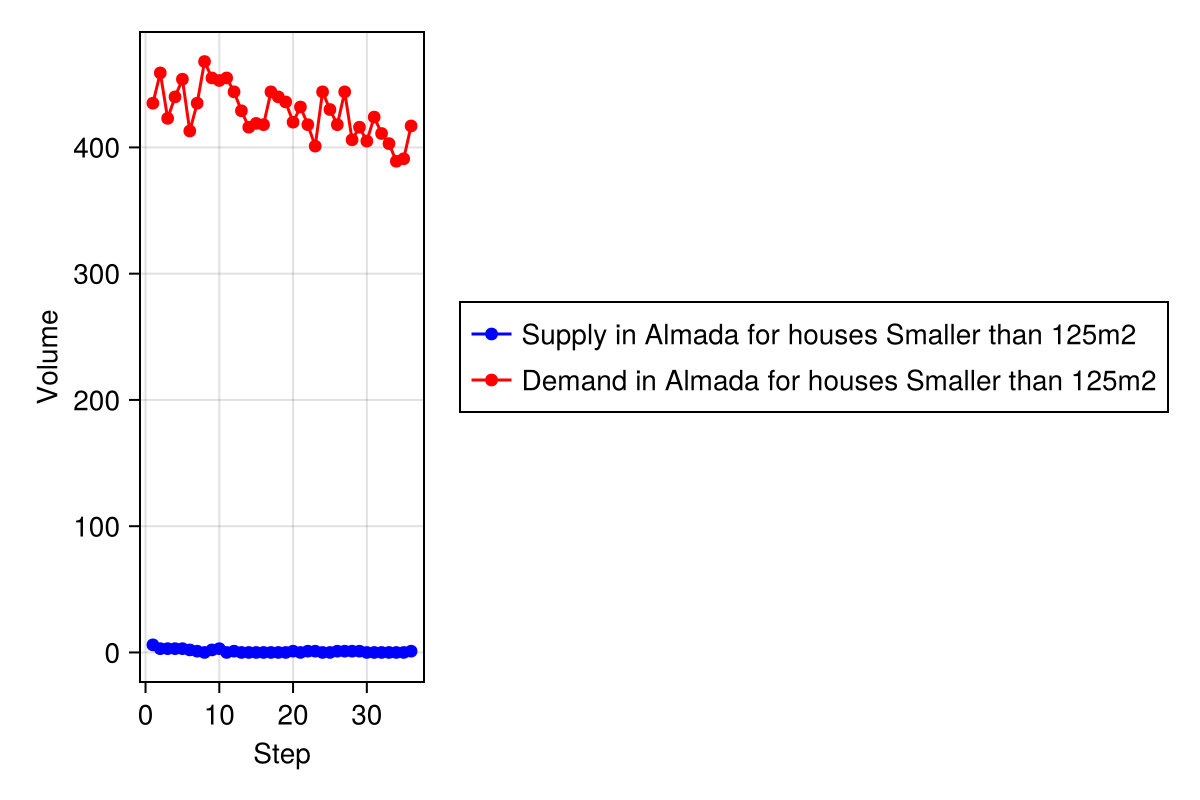 400
300
200
100
0
Volume
0 10 20 30
Step
Supply in Almada for houses Smaller than 125m2
Demand in Almada for houses Smaller than 125m2